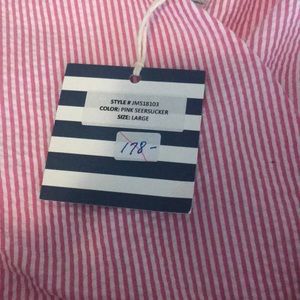 STYLE # JMS18103
COLOR: PINK SEERSUCKER
SIZE: LARGE
178-